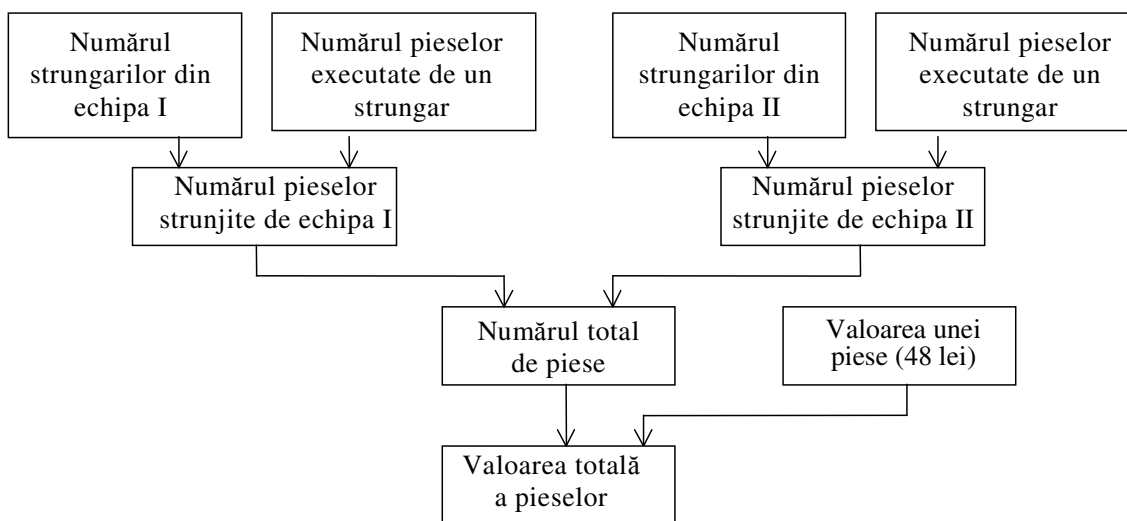 Numărul
strungarilor din
echipa I
Numărul pieselor
executate de un
strungar
Numărul
strungarilor din
echipa II
Numărul pieselor
executate de un
strungar
Numărul pieselor
strunjite de echipa I
Numărul pieselor
strunjite de echipa II
Numărul total
de piese
Valoarea unei
piese (48 lei)
Valoarea totală
a pieselor